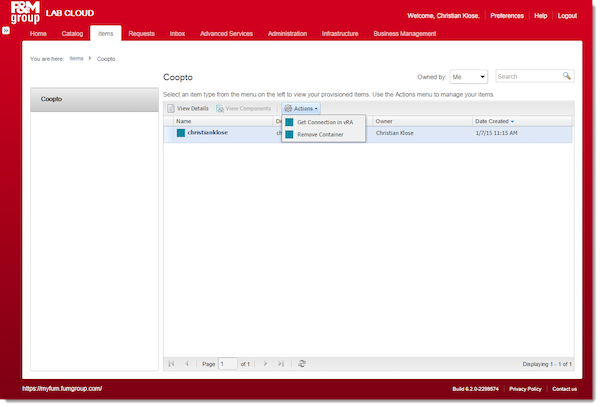 F&M
group
LAB CLOUD
Welcome, Christian Klose.
Preferences
Help
Logout
Home
Catalog
Items
Requests
Inbox
Advanced Services
Administration
Infrastructure
Business Management
You are here: Items Coopto
Coopto
Coopto
Owned by: Me
Search
Select an item type from the menu on the left to view your provisioned items. Use the Actions menu to manage your items.
View Details
View Components
Actions
Get Connection in vRA
Remove Container
Name
Owner
Date Created
christianklose
Christian Klose
1/7/15 11:15 AM
Page 1 of 1
Displaying 1 - 1 of 1
https://myfum.fumgroup.com/
Build 6.2.0-2299574
Privacy Policy
Contact us